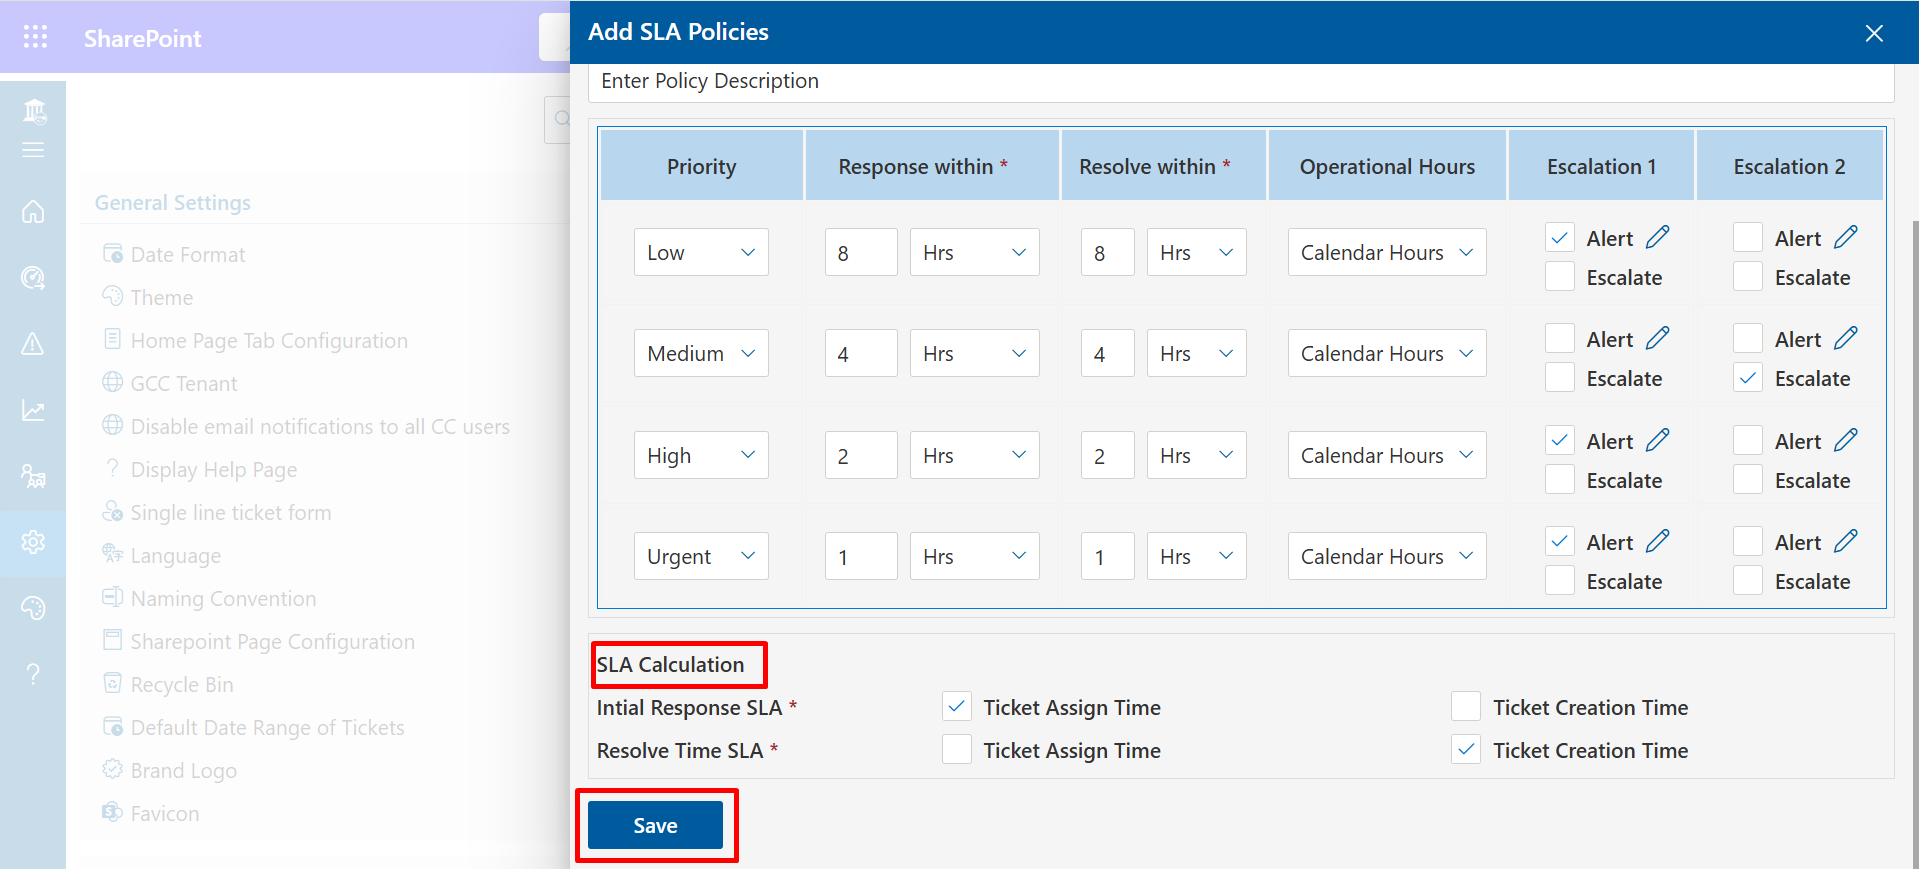 SharePoint
General Settings
Date Format
Theme
Home Page Tab Configuration
GCC Tenant
Disable email notifications to all CC users
Display Help Page
Single line ticket form
Language
Naming Convention
Sharepoint Page Configuration
Recycle Bin
Default Date Range of Tickets
Brand Logo
Favicon
Add SLA Policies
Enter Policy Description
Priority Response within * Resolve within * Operational Hours Escalation 1 Escalation 2
Low 8 Hrs 8 Hrs Calendar Hours Alert Alert
Escalate Escalate
Medium 4 Hrs 4 Hrs Calendar Hours Alert Alert
Escalate Escalate
High 2 Hrs 2 Hrs Calendar Hours Alert Alert
Escalate Escalate
Urgent 1 Hrs 1 Hrs Calendar Hours Alert Alert
Escalate Escalate
SLA Calculation
Intial Response SLA * Ticket Assign Time Ticket Creation Time
Resolve Time SLA * Ticket Assign Time Ticket Creation Time
Save